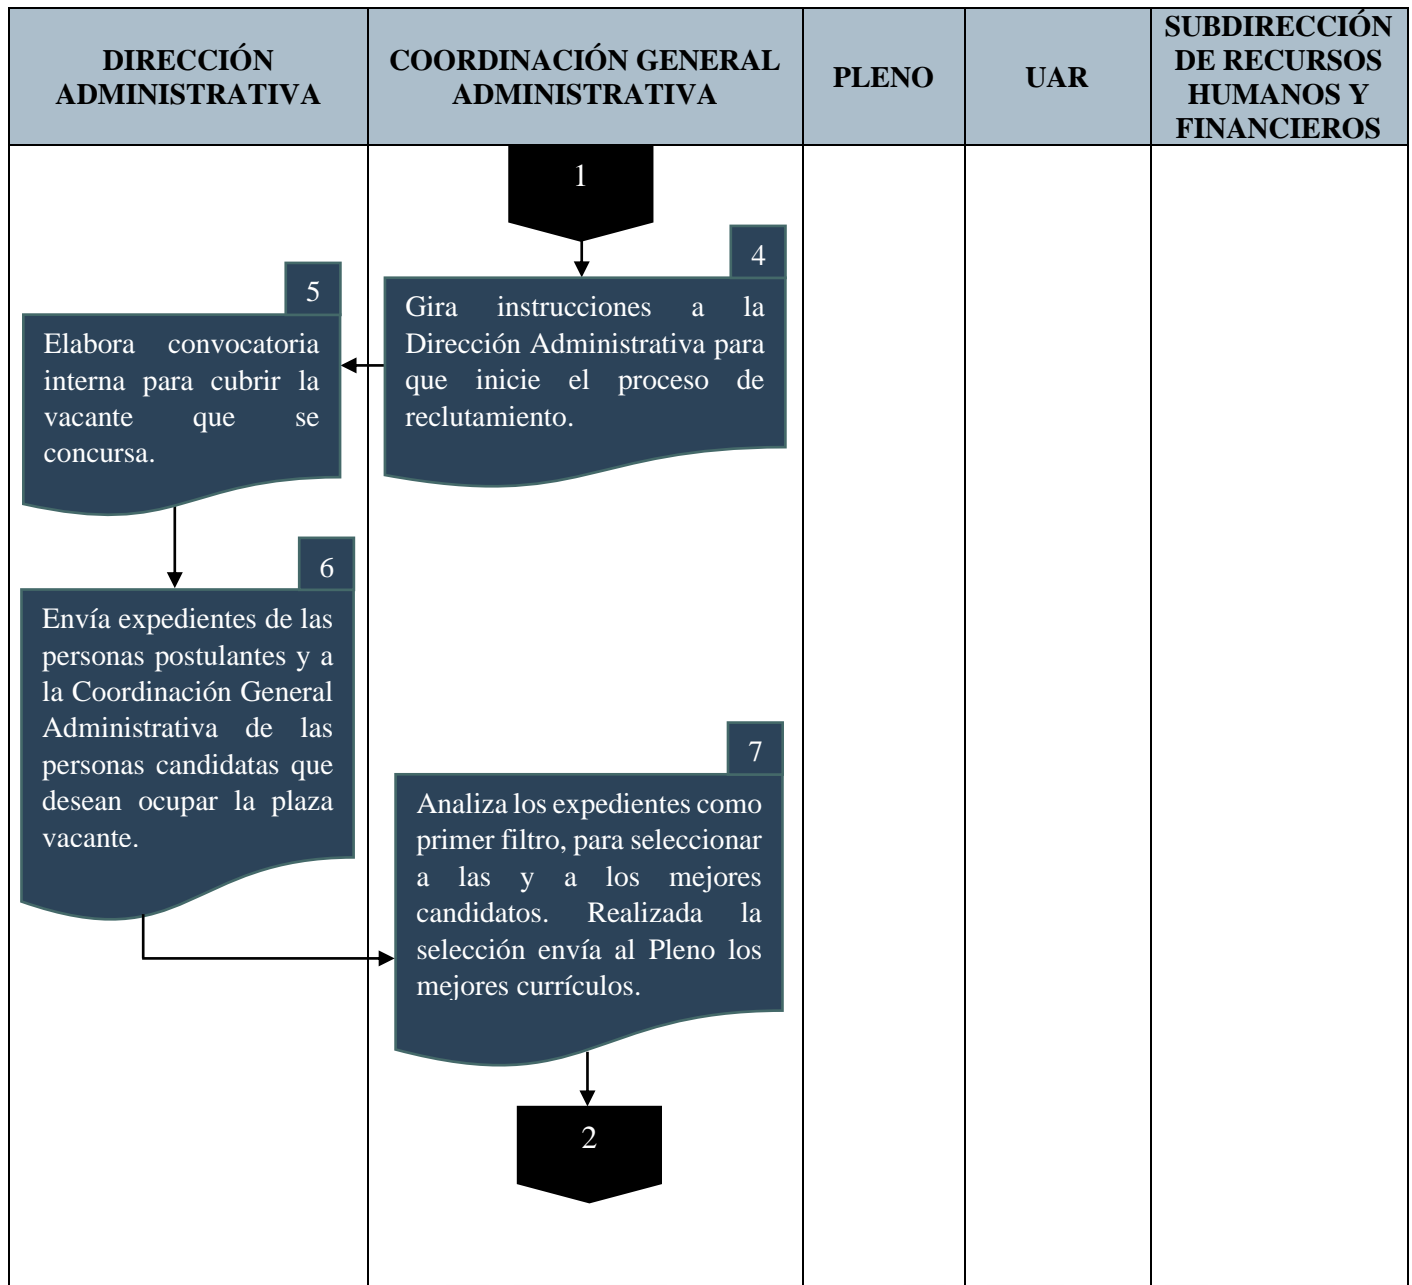 DIRECCIÓN
ADMINISTRATIVA
COORDINACIÓN GENERAL
ADMINISTRATIVA
PLENO
UAR
SUBDIRECCIÓN
DE RECURSOS
HUMANOS Y
FINANCIEROS
1
4
Gira instrucciones a la
Dirección Administrativa para
que inicie el proceso de
reclutamiento.
5
Elabora convocatoria
interna para cubrir la
vacante que se
concursa.
6
Envía expedientes de las
personas postulantes y a
la Coordinación General
Administrativa de las
personas candidatas que
desean ocupar la plaza
vacante.
7
Analiza los expedientes como
primer filtro, para seleccionar
a las y a los mejores
candidatos. Realizada la
selección envía al Pleno los
mejores currículos.
2